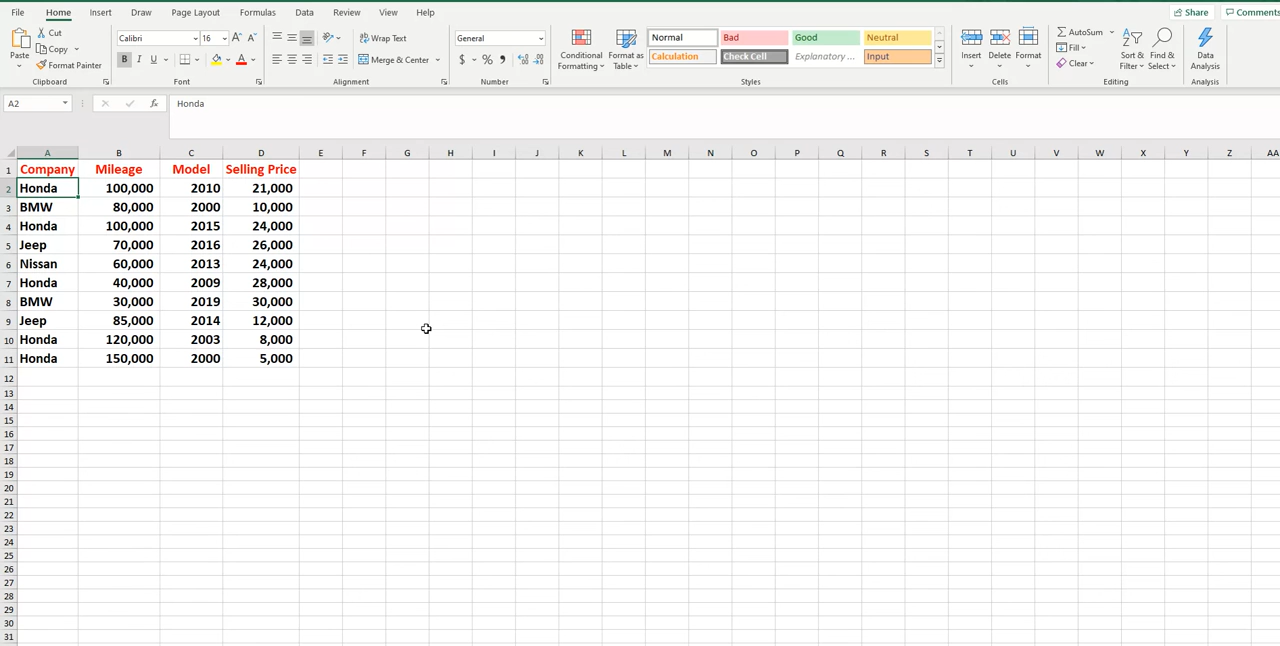 File Home Insert Draw Page Layout Formulas Data Review View Help Share Comments
Paste Cut Copy Format Painter Clipboard
Calibri 16 A A B I U A Font
Wrap Text Merge & Center Alignment
General $ % Number
Conditional Formatting Format as Table Normal Bad Good Neutral Calculation Check Cell Explanatory ... Input Styles
Insert Delete Format Cells
AutoSum Fill Clear Sort & Filter Find & Select Editing
Data Analysis Analysis
A2 fx Honda
A B C D E F G H I J K L M N O P Q R S T U V W X Y Z AA
1 Company Mileage Model Selling Price
2 Honda 100,000 2010 21,000
3 BMW 80,000 2000 10,000
4 Honda 100,000 2015 24,000
5 Jeep 70,000 2016 26,000
6 Nissan 60,000 2013 24,000
7 Honda 40,000 2009 28,000
8 BMW 30,000 2019 30,000
9 Jeep 85,000 2014 12,000
10 Honda 120,000 2003 8,000
11 Honda 150,000 2000 5,000
12
13
14
15
16
17
18
19
20
21
22
23
24
25
26
27
28
29
30
31